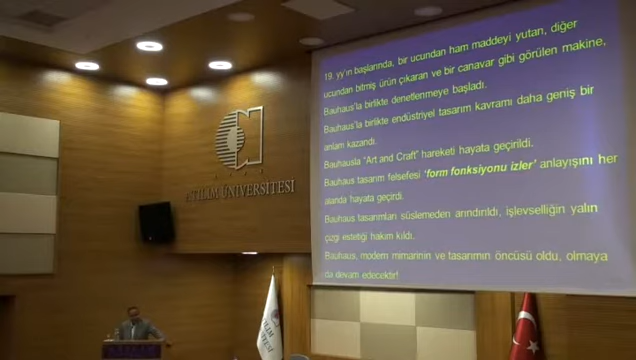 19. yy'ın başlarında, bir ucundan ham maddeyi yutan, diğer
ucundan bitmiş ürün çıkaran ve bir canavar gibi görülen makine,
Bauhaus'la birlikte denetlenmeye başladı.
Bauhaus'la birlikte endüstriyel tasarım kavramı daha geniş bir
anlam kazandı.
Bauhausla "Art and Craft" hareketi hayata geçirildi.
Bauhaus tasarım felsefesi 'form fonksiyonu izler' anlayışını her
alanda hayata geçirdi.
Bauhaus tasarımları süslemeden arındırıldı, işlevselliğin yalın
çizgi estetiği hakim kıldı.
Bauhaus, modern mimarinin ve tasarımın öncüsü oldu, olmaya
da devam edecektir!
ATILIM ÜNİVERSİTESİ